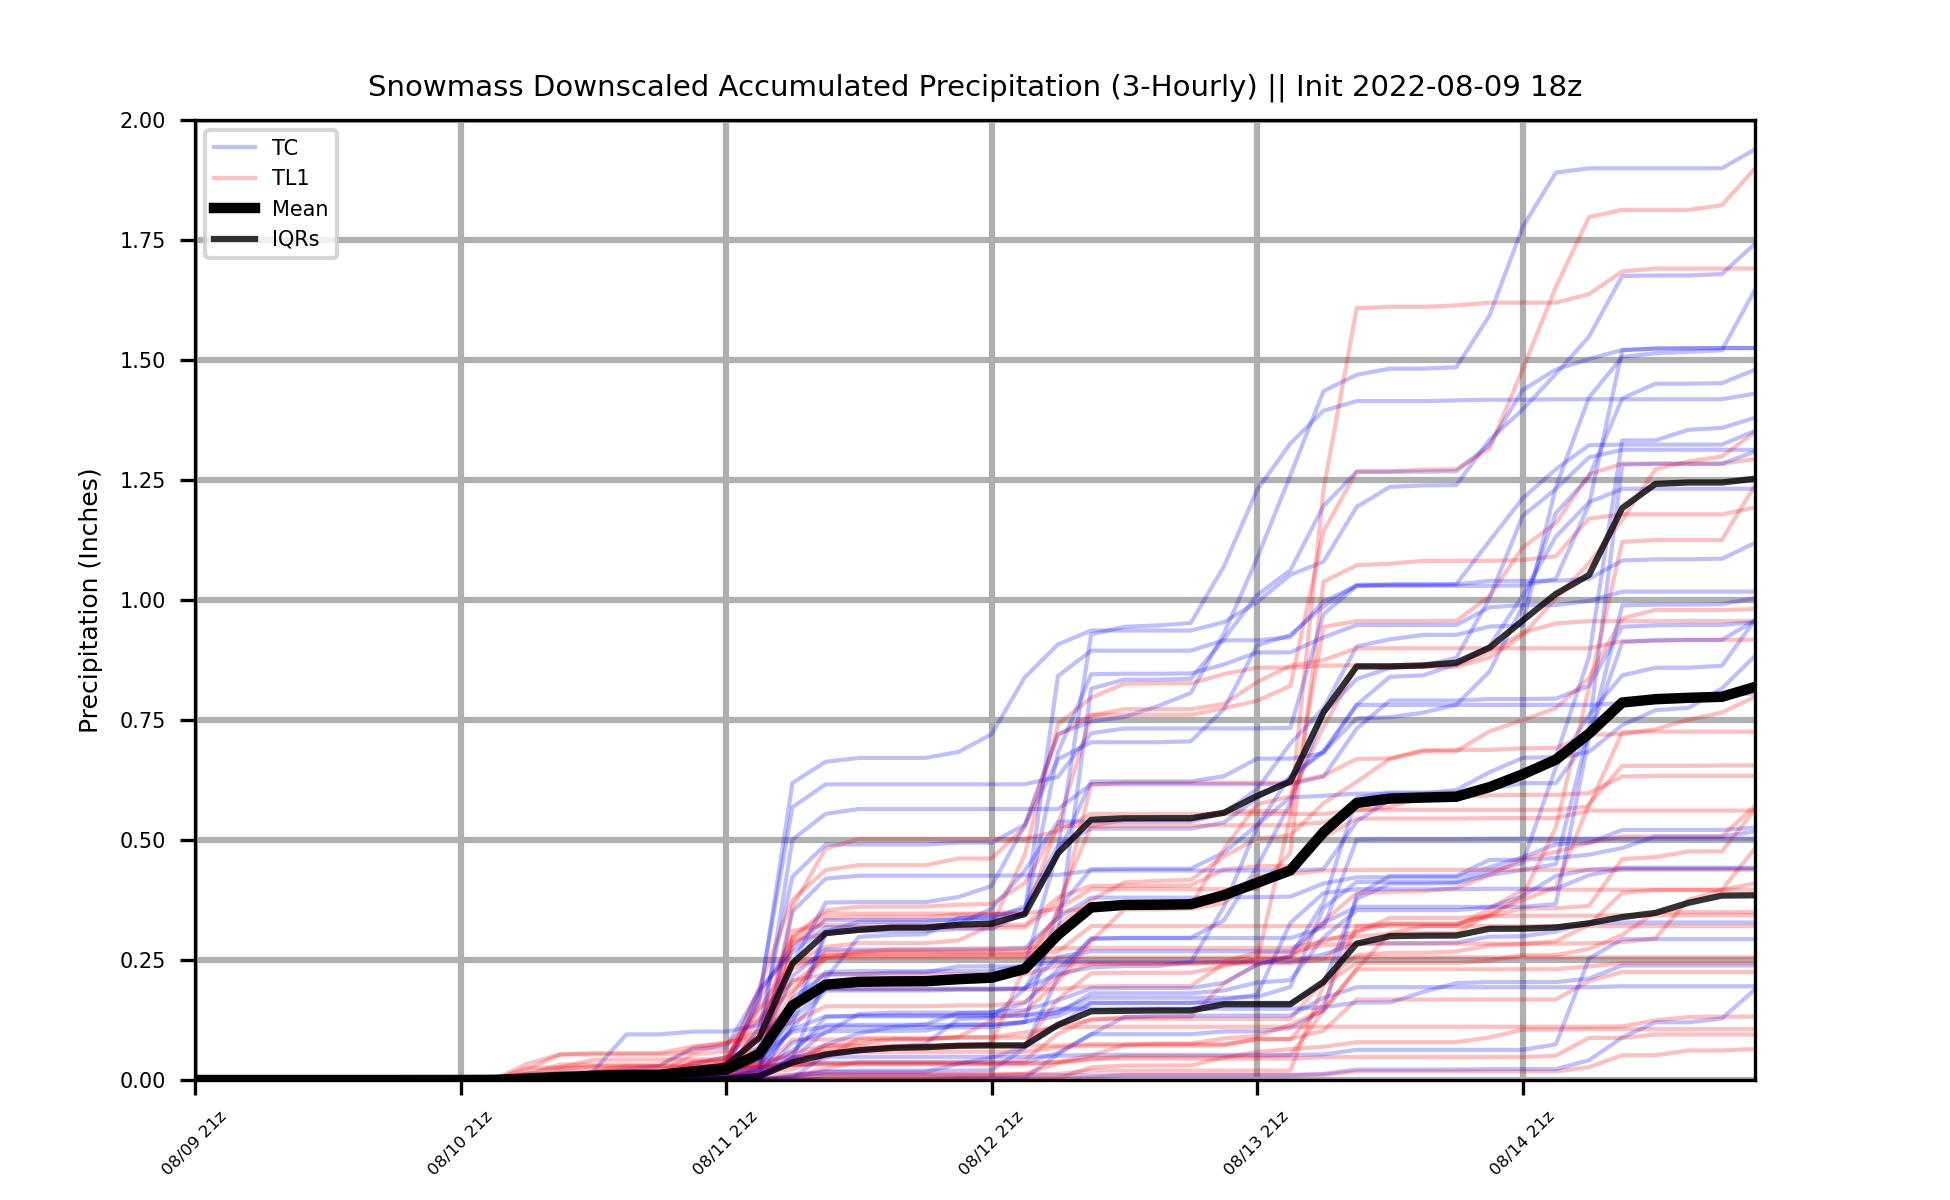 Snowmass Downscaled Accumulated Precipitation (3-Hourly) || Init 2022-08-09 18z
TC
TL1
Mean
IQRs
Precipitation (Inches)
2.00
1.75
1.50
1.25
1.00
0.75
0.50
0.25
0.00
08/09 21z
08/10 21z
08/11 21z
08/12 21z
08/13 21z
08/14 21z